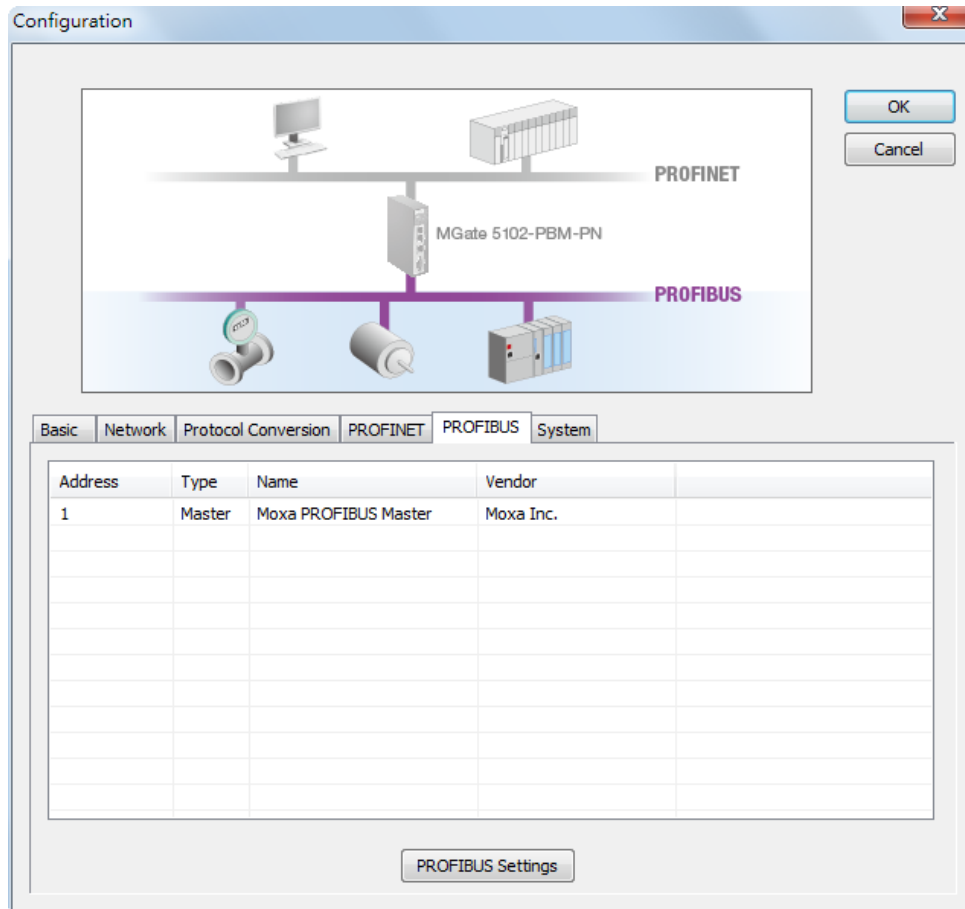 Configuration
OK
Cancel
PROFINET
MGate 5102-PBM-PN
PROFIBUS
Basic Network Protocol Conversion PROFINET PROFIBUS System
Address Type Name Vendor
1 Master Moxa PROFIBUS Master Moxa Inc.
PROFIBUS Settings